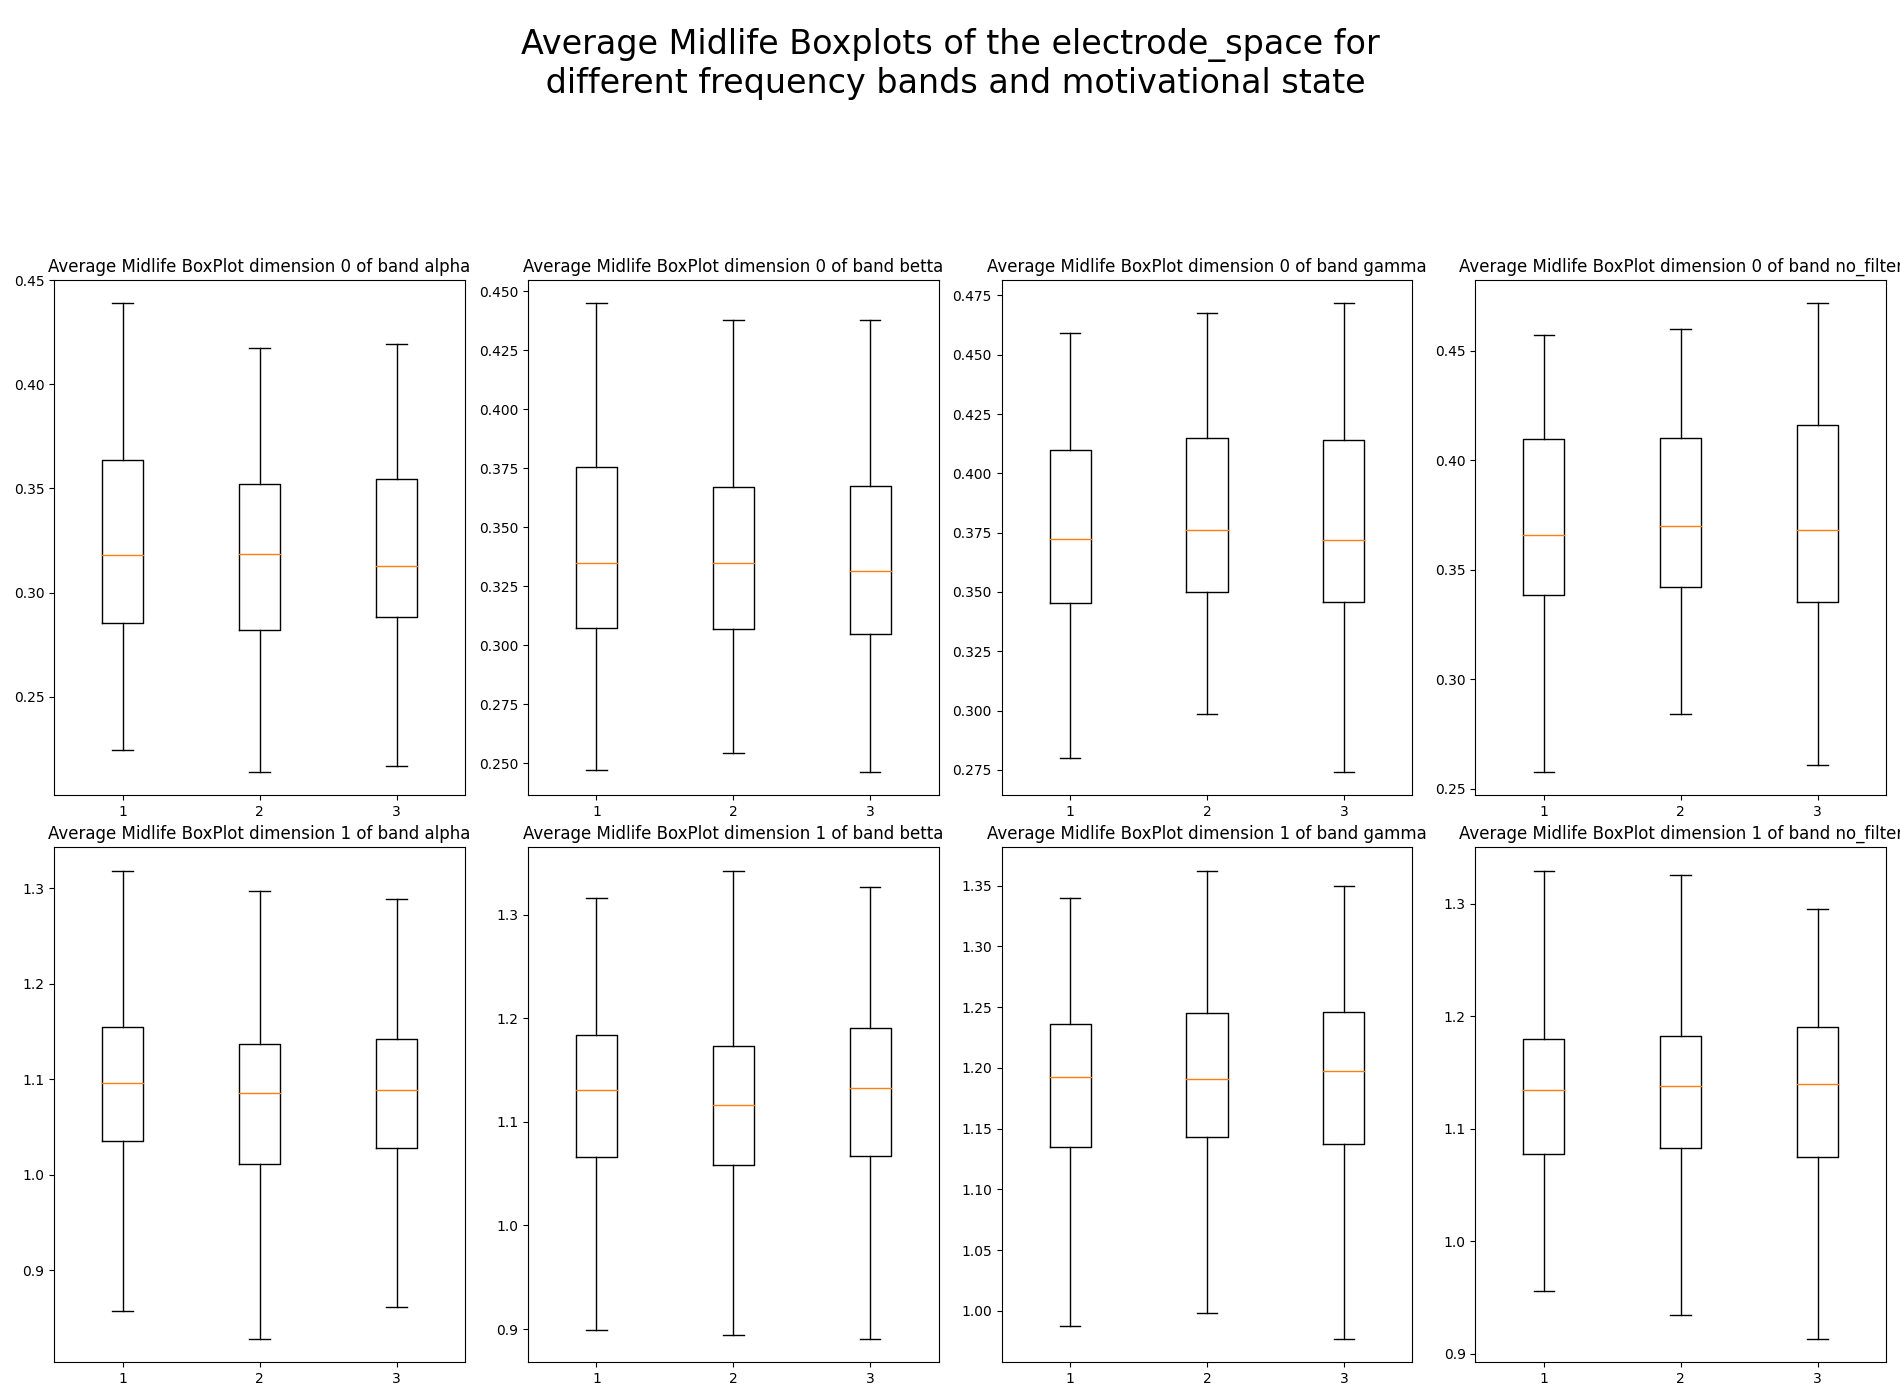 Average Midlife Boxplots of the electrode_space for
different frequency bands and motivational state
Average Midlife BoxPlot dimension 0 of band alpha
0.45
0.40
0.35
0.30
0.25
1 2 3
Average Midlife BoxPlot dimension 0 of band betta
0.450
0.425
0.400
0.375
0.350
0.325
0.300
0.275
0.250
1 2 3
Average Midlife BoxPlot dimension 0 of band gamma
0.475
0.450
0.425
0.400
0.375
0.350
0.325
0.300
0.275
1 2 3
Average Midlife BoxPlot dimension 0 of band no_filter
0.45
0.40
0.35
0.30
0.25
1 2 3
Average Midlife BoxPlot dimension 1 of band alpha
1.3
1.2
1.1
1.0
0.9
1 2 3
Average Midlife BoxPlot dimension 1 of band betta
1.3
1.2
1.1
1.0
0.9
1 2 3
Average Midlife BoxPlot dimension 1 of band gamma
1.35
1.30
1.25
1.20
1.15
1.10
1.05
1.00
1 2 3
Average Midlife BoxPlot dimension 1 of band no_filter
1.3
1.2
1.1
1.0
0.9
1 2 3